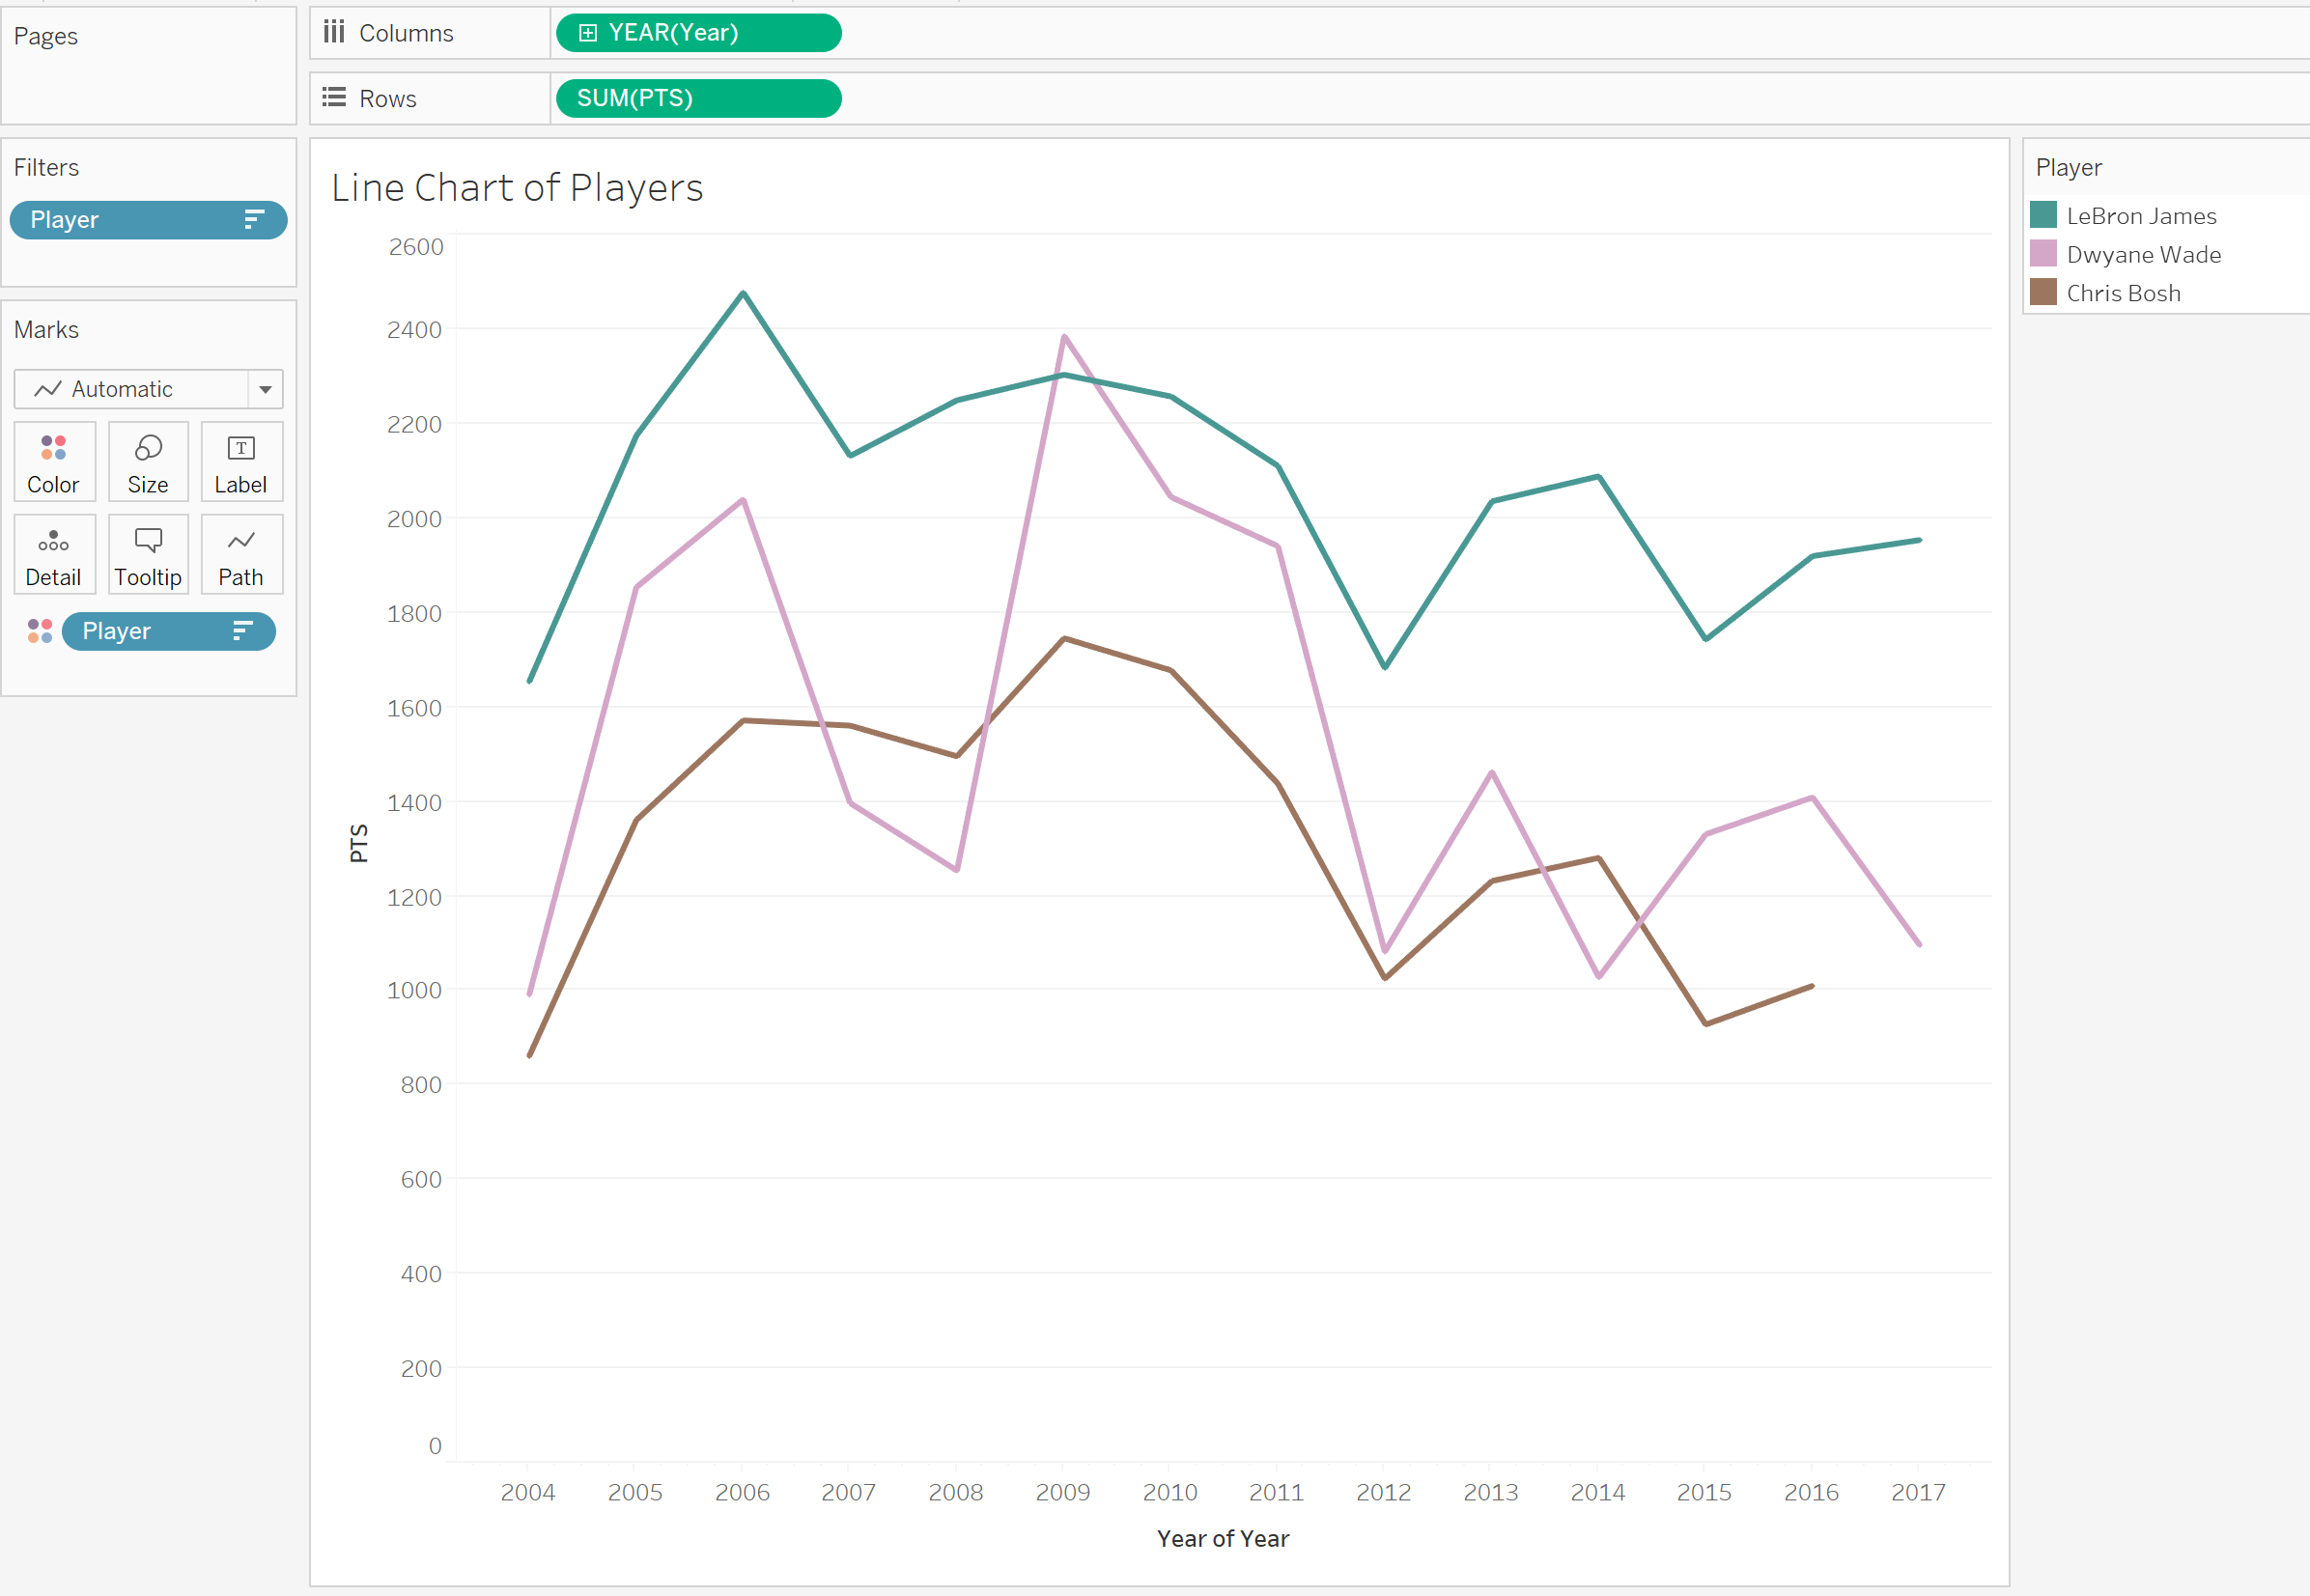 Pages
Columns
YEAR(Year)
Rows
SUM(PTS)
Filters
Player
Marks
Automatic
Color
Size
T
Label
Detail
Tooltip
Path
Player
Line Chart of Players
2600
2400
2200
2000
1800
1600
1400
1200
1000
800
600
400
200
0
PTS
2004 2005 2006 2007 2008 2009 2010 2011 2012 2013 2014 2015 2016 2017
Year of Year
Player
LeBron James
Dwyane Wade
Chris Bosh